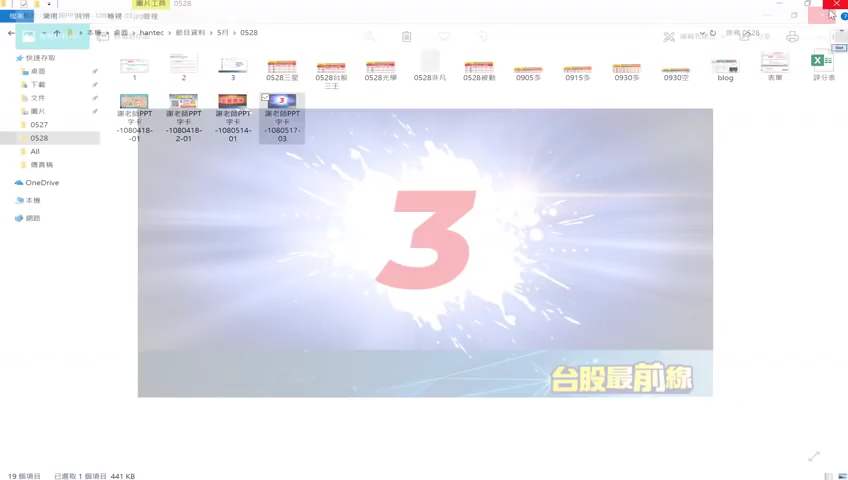 圖片工具 0528
檔案 常用 共用 檢視 管理
本機 桌面 hantec 節目資料 5月 0528
搜尋 0528
快速存取
桌面
下載
文件
圖片
0527
0528
All
傳真稿
OneDrive
本機
網路
1
2
3
0528三星
0528台股三王
0528光學
0528非凡
0528被動
0905多
0915多
0930多
0930空
blog
表單
評分表
謝老師PPT字卡-1080418-01
謝老師PPT字卡-1080418-2-01
謝老師PPT字卡-1080514-01
謝老師PPT字卡-1080517-03
3
台股最前線
19 個項目 已選取 1 個項目 441 KB